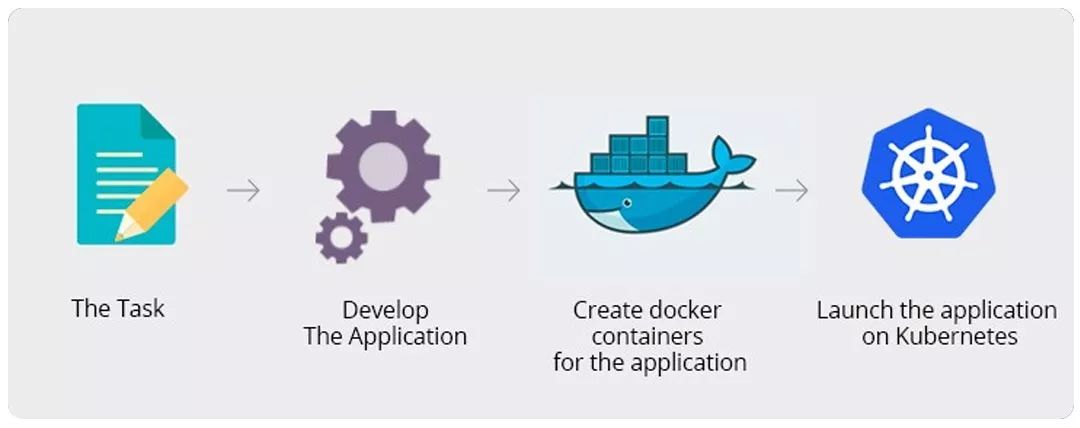 The Task
Develop
The Application
Create docker
containers
for the application
Launch the application
on Kubernetes